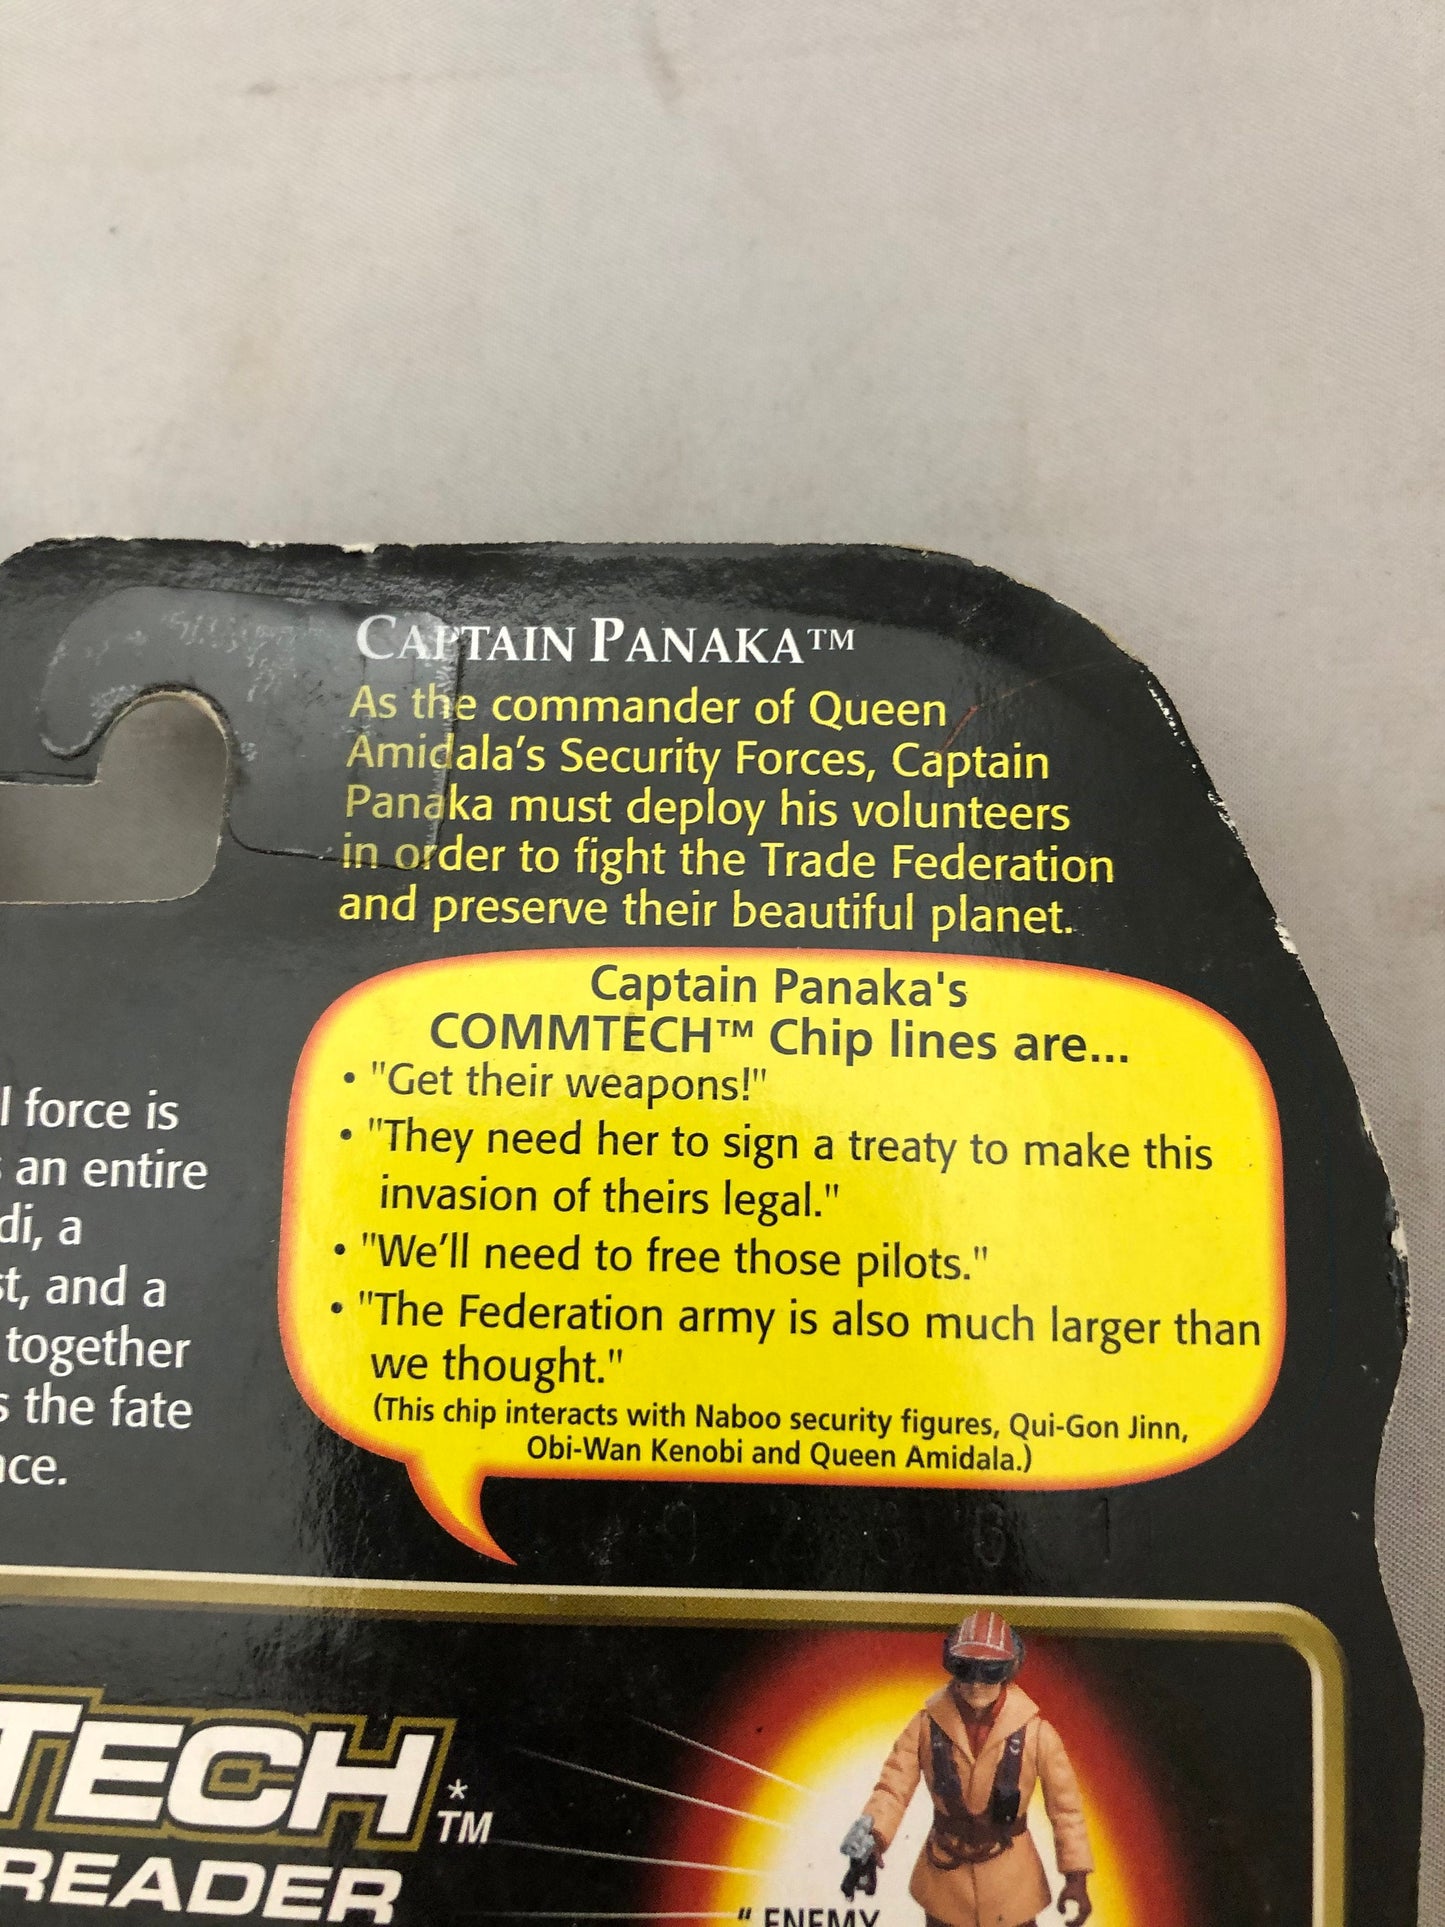 CAPTAIN PANAKA™
As the commander of Queen
Amidala's Security Forces, Captain
Panaka must deploy his volunteers
in order to fight the Trade Federation
and preserve their beautiful planet.
Captain Panaka's
COMMTECH™ Chip lines are...
• "Get their weapons!"
• "They need her to sign a treaty to make this
invasion of theirs legal."
• "We'll need to free those pilots."
• "The Federation army is also much larger than
we thought."
(This chip interacts with Naboo security figures, Qui-Gon Jinn,
Obi-Wan Kenobi and Queen Amidala.)
force is
an entire
di, a
st, and a
together
s the fate
ce.
TECH*™
READER
" ENEMY